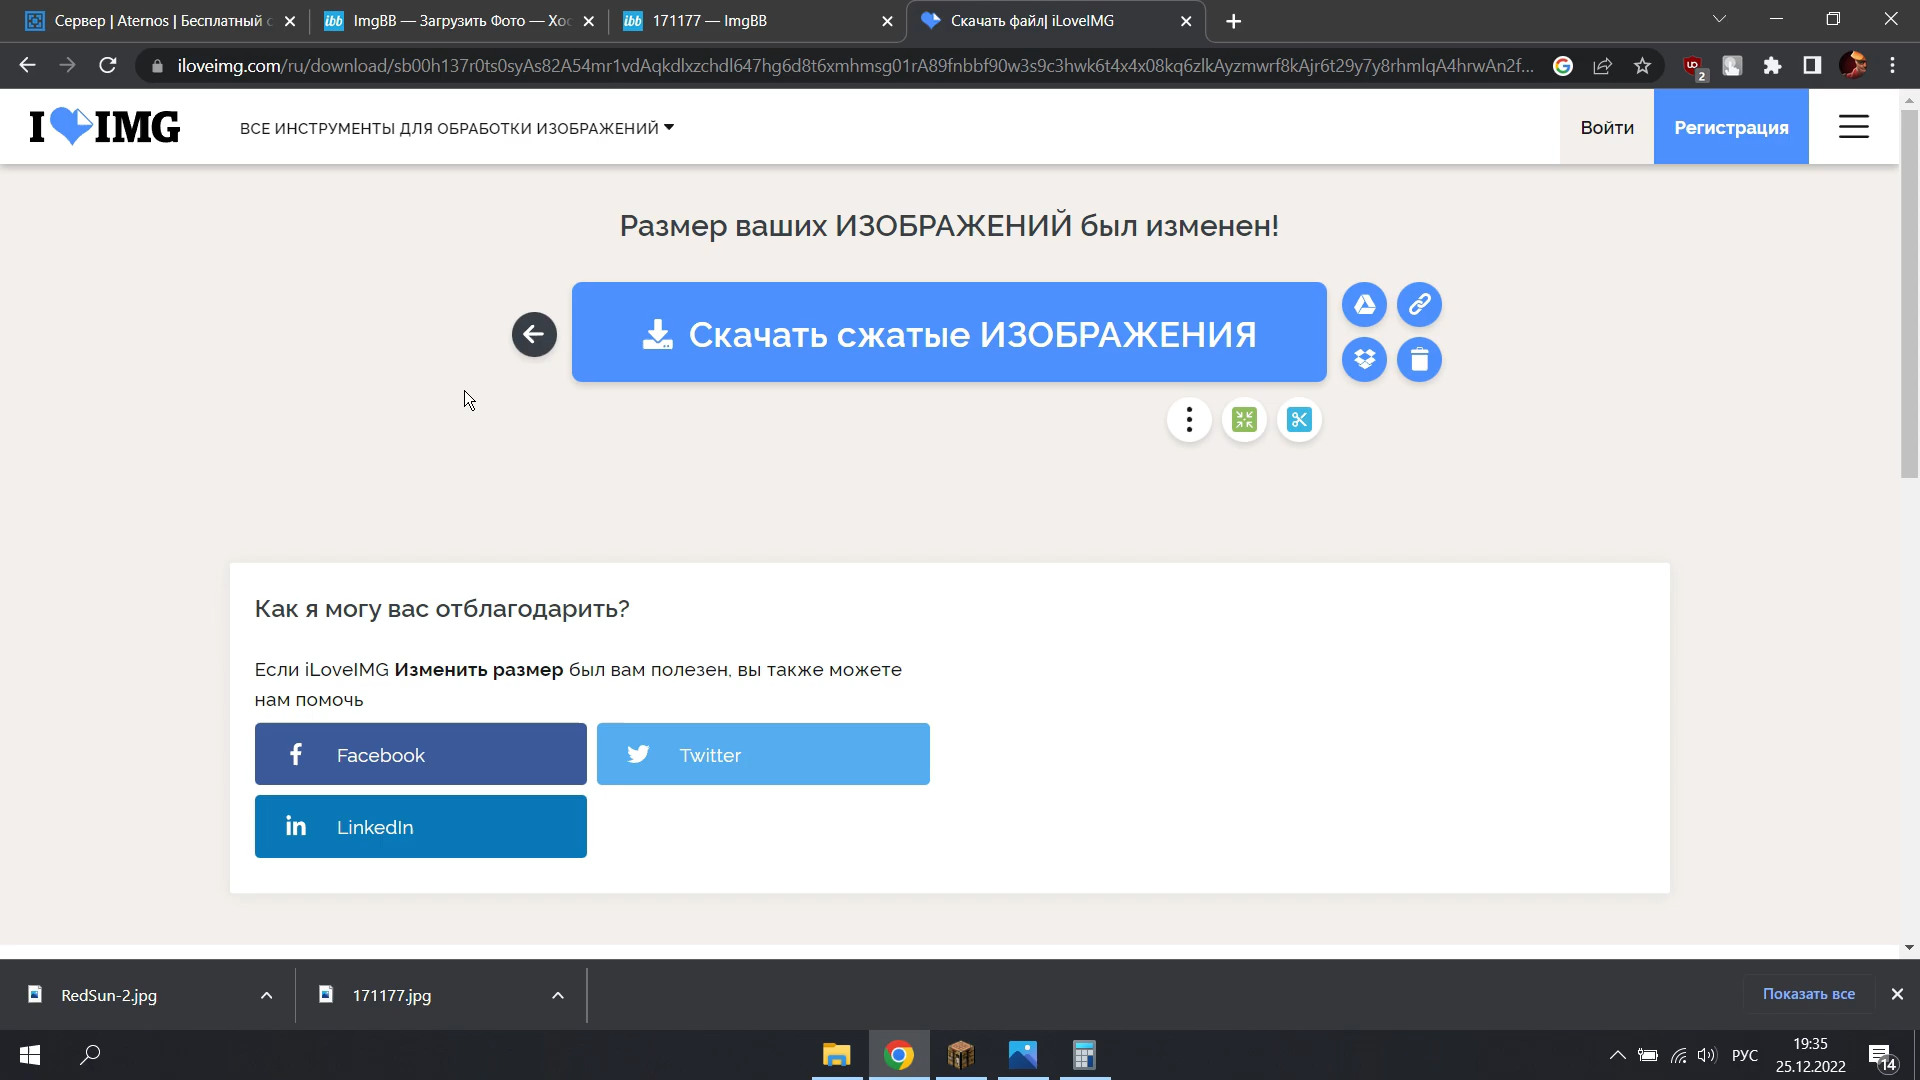 Сервер | Aternos | Бесплатный с
ImgBB — Загрузить Фото — Хос
171177 — ImgBB
Скачать файл| iLoveIMG
iloveimg.com/ru/download/
2
I IMG
ВСЕ ИНСТРУМЕНТЫ ДЛЯ ОБРАБОТКИ ИЗОБРАЖЕНИЙ
Войти
Регистрация
Размер ваших ИЗОБРАЖЕНИЙ был изменен!
Скачать сжатые ИЗОБРАЖЕНИЯ
Как я могу вас отблагодарить?
Если iLoveIMG Изменить размер был вам полезен, вы также можете
нам помочь
Facebook
Twitter
LinkedIn
RedSun-2.jpg
171177.jpg
Показать все
РУС
19:35
25.12.2022
14